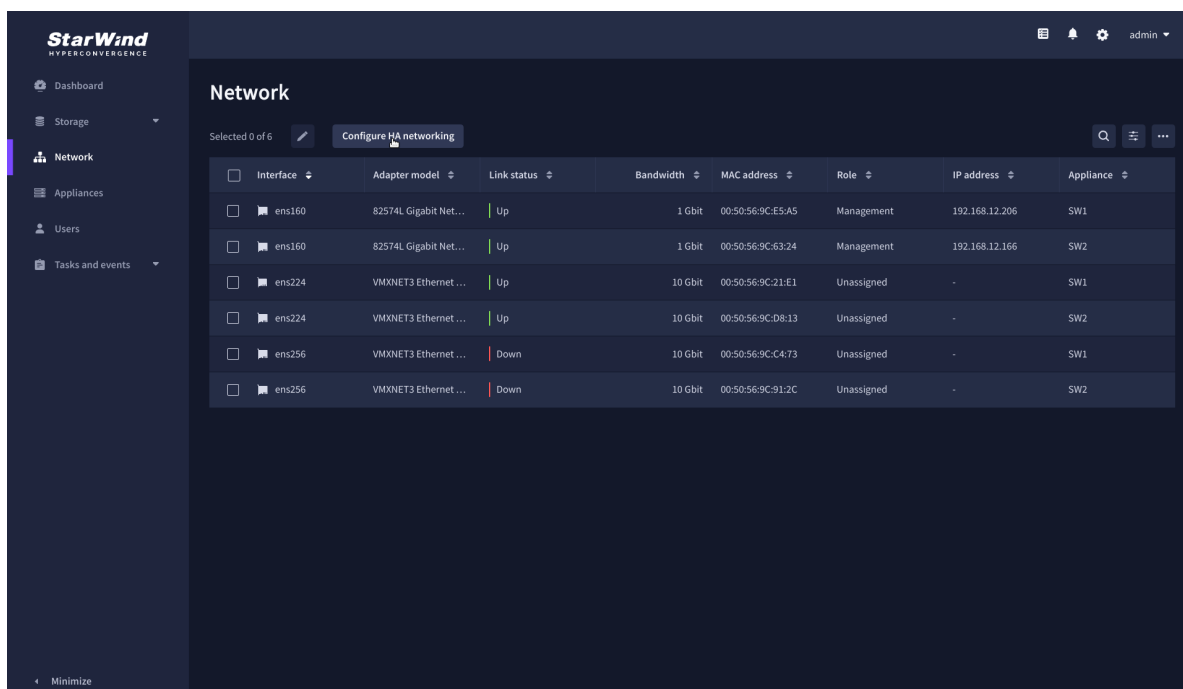 StarWind
HYPERCONVERGENCE
admin
Dashboard
Storage
Network
Appliances
Users
Tasks and events
Minimize
Network
Selected 0 of 6 Configure HA networking
Interface Adapter model Link status Bandwidth MAC address Role IP address Appliance
ens160 82574L Gigabit Net... Up 1 Gbit 00:50:56:9C:E5:A5 Management 192.168.12.206 SW1
ens160 82574L Gigabit Net... Up 1 Gbit 00:50:56:9C:63:24 Management 192.168.12.166 SW2
ens224 VMXNET3 Ethernet ... Up 10 Gbit 00:50:56:9C:21:E1 Unassigned - SW1
ens224 VMXNET3 Ethernet ... Up 10 Gbit 00:50:56:9C:D8:13 Unassigned - SW2
ens256 VMXNET3 Ethernet ... Down 10 Gbit 00:50:56:9C:C4:73 Unassigned - SW1
ens256 VMXNET3 Ethernet ... Down 10 Gbit 00:50:56:9C:91:2C Unassigned - SW2